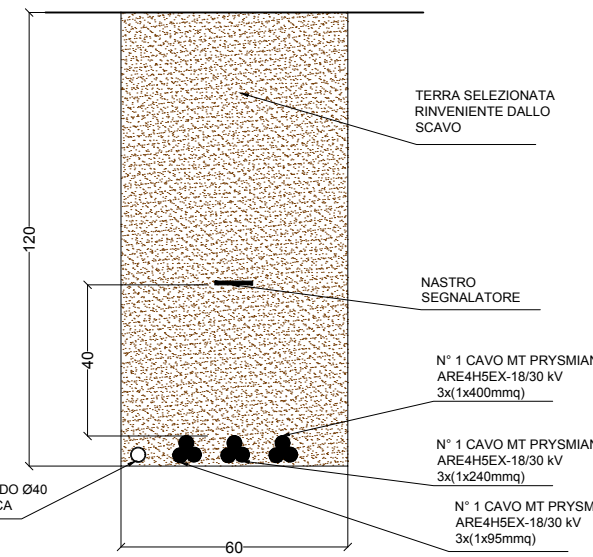 TERRA SELEZIONATA
RINVENIENTE DALLO
SCAVO
120
NASTRO
SEGNALATORE
40
N° 1 CAVO MT PRYSMIAN
ARE4H5EX-18/30 kV
3x(1x400mmq)
N° 1 CAVO MT PRYSMIAN
ARE4H5EX-18/30 kV
3x(1x240mmq)
Ø40
N° 1 CAVO MT PRYSM
ARE4H5EX-18/30 kV
3x(1x95mmq)
60